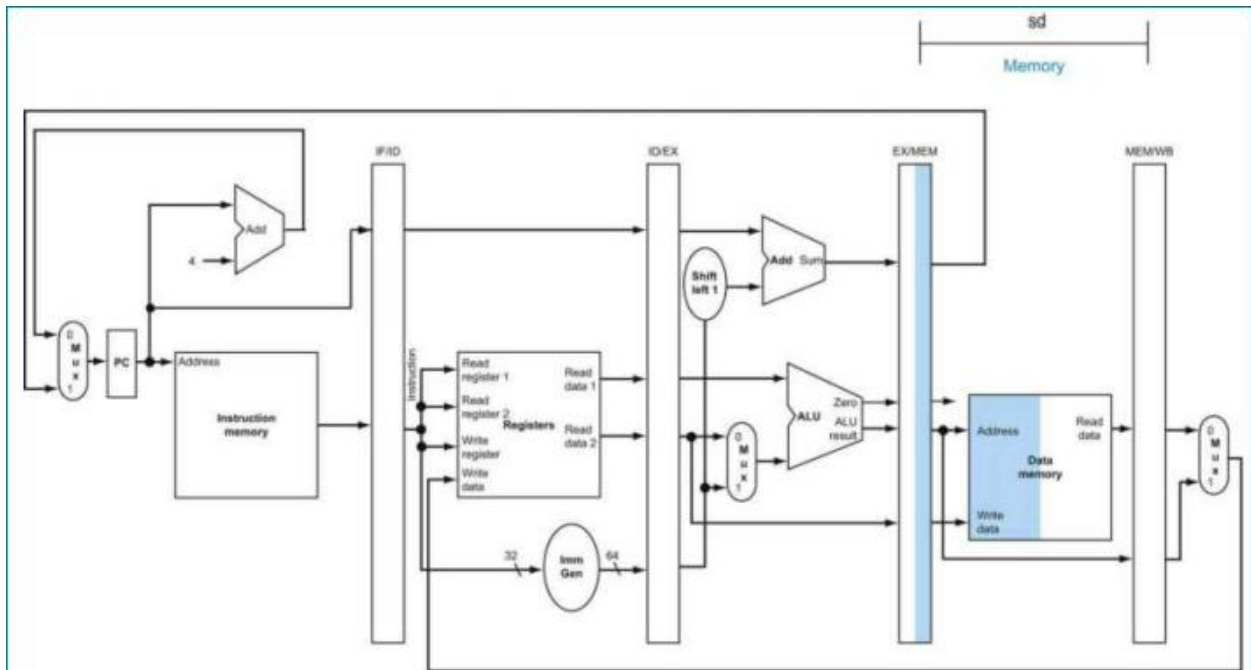 sd
Memory
IF/ID
ID/EX
EX/MEM
MEM/WB
Add
4
Shift
left 1
Add Sum
0
M
u
x
1
PC
Address
Instruction
memory
Instruction
Read
register 1
Read
register 2
Write
register
Write
data
Registers
Read
data 1
Read
data 2
32
Imm
Gen
64
0
M
u
x
1
Zero
ALU
ALU
result
Address
Write
data
Data
memory
Read
data
0
M
u
x
1